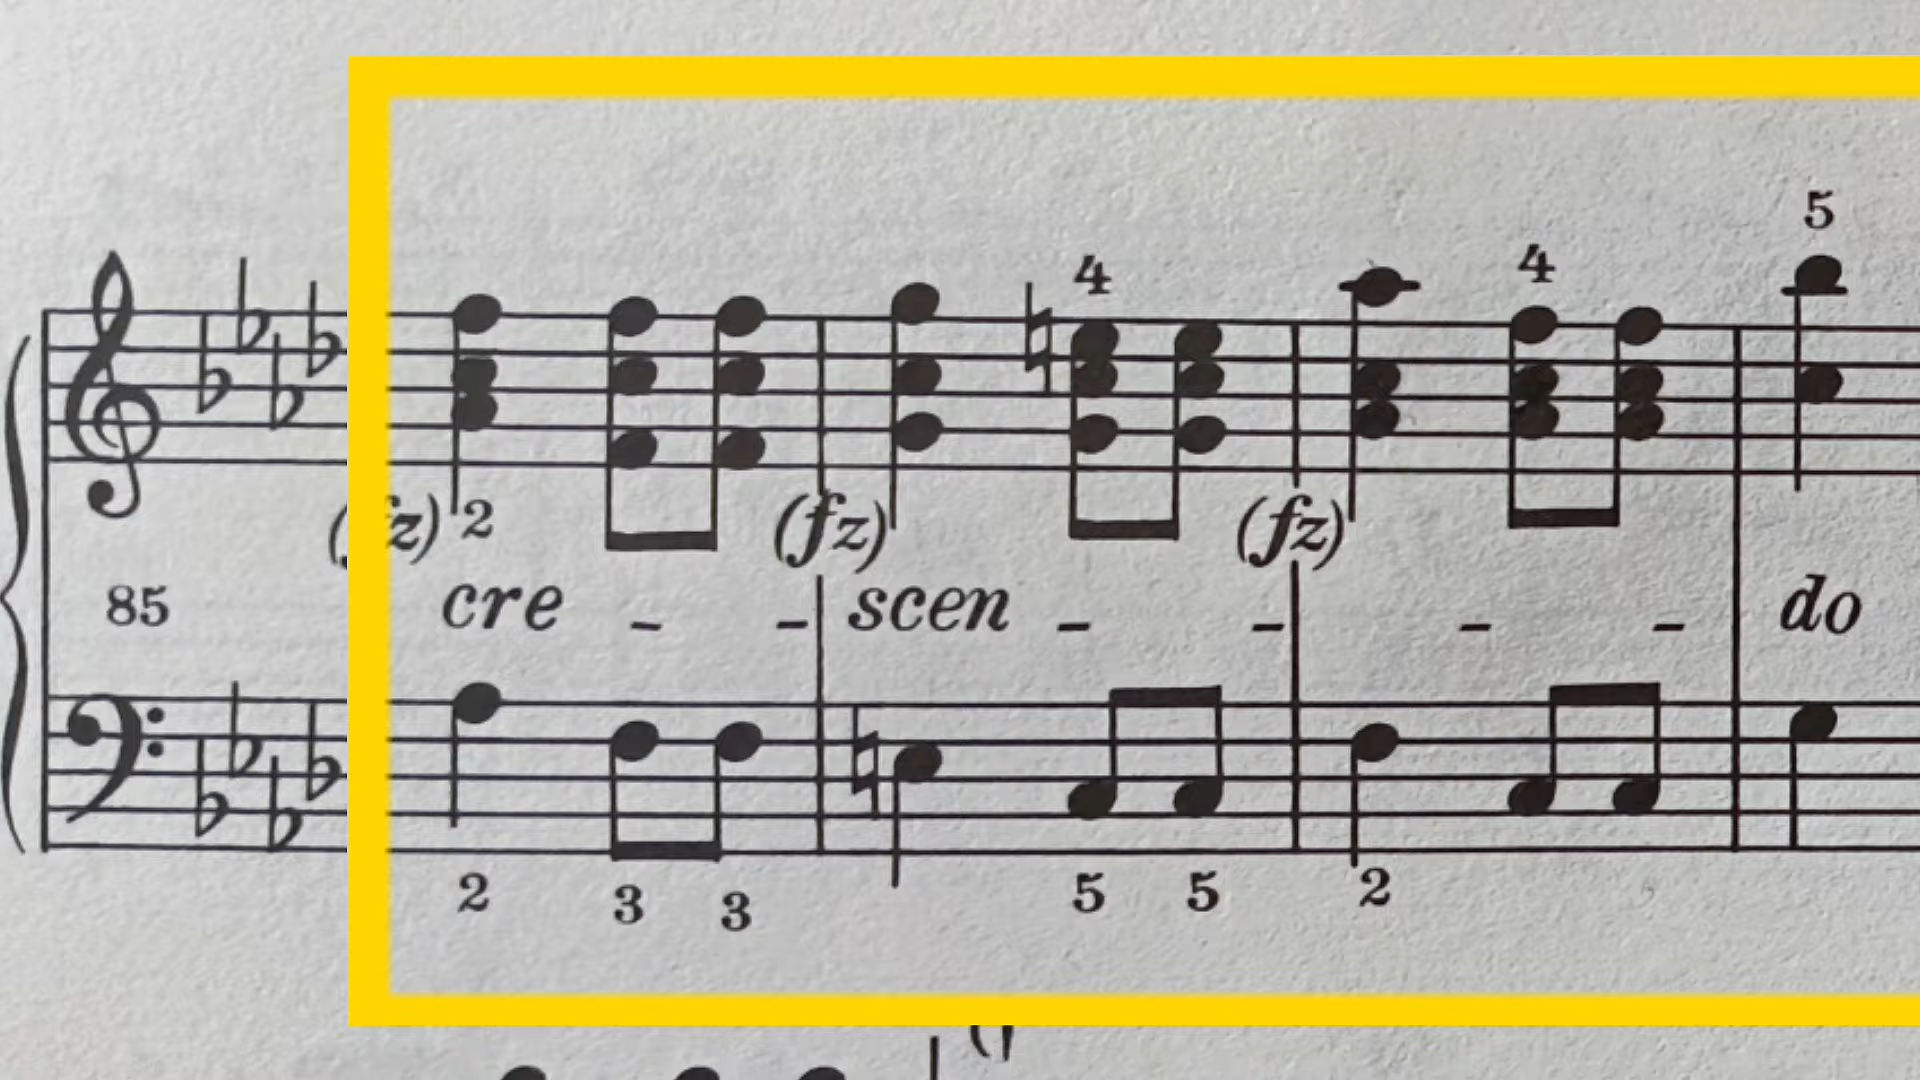 5
4 4
(fz) 2 (fz) (fz)
85 cre - - scen - - - - do
2 3 3 5 5 2